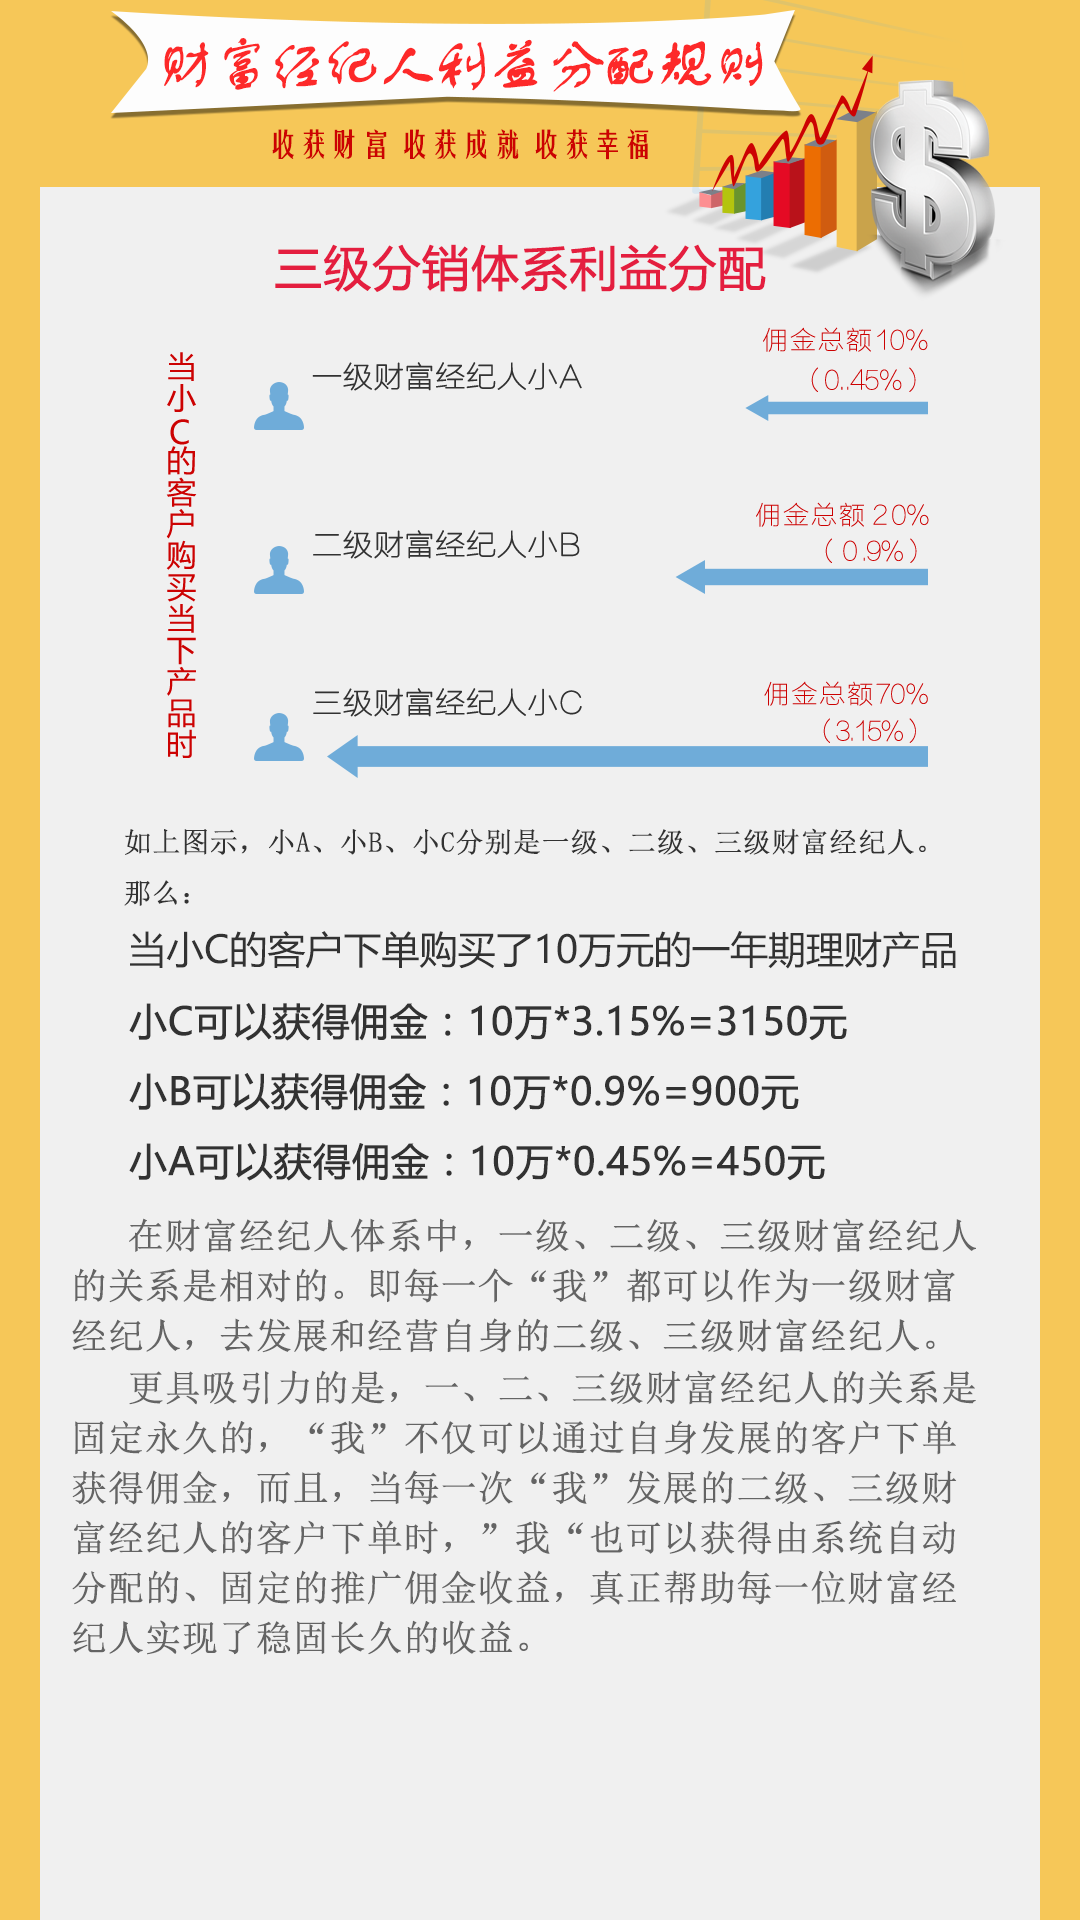 财富经纪人利益分配规则
收获财富 收获成就 收获幸福
三级分销体系利益分配
当小C的客户购买当下产品时
一级财富经纪人小A
佣金总额10%
（0..45%）
二级财富经纪人小B
佣金总额 20%
（ 0.9%）
三级财富经纪人小C
佣金总额70%
（3.15%）
如上图示，小A、小B、小C分别是一级、二级、三级财富经纪人。
那么：
当小C的客户下单购买了10万元的一年期理财产品
小C可以获得佣金：10万*3.15%=3150元
小B可以获得佣金：10万*0.9%=900元
小A可以获得佣金：10万*0.45%=450元
在财富经纪人体系中，一级、二级、三级财富经纪人
的关系是相对的。即每一个“我”都可以作为一级财富
经纪人，去发展和经营自身的二级、三级财富经纪人。
更具吸引力的是，一、二、三级财富经纪人的关系是
固定永久的，“我”不仅可以通过自身发展的客户下单
获得佣金，而且，当每一次“我”发展的二级、三级财
富经纪人的客户下单时，”我“也可以获得由系统自动
分配的、固定的推广佣金收益，真正帮助每一位财富经
纪人实现了稳固长久的收益。